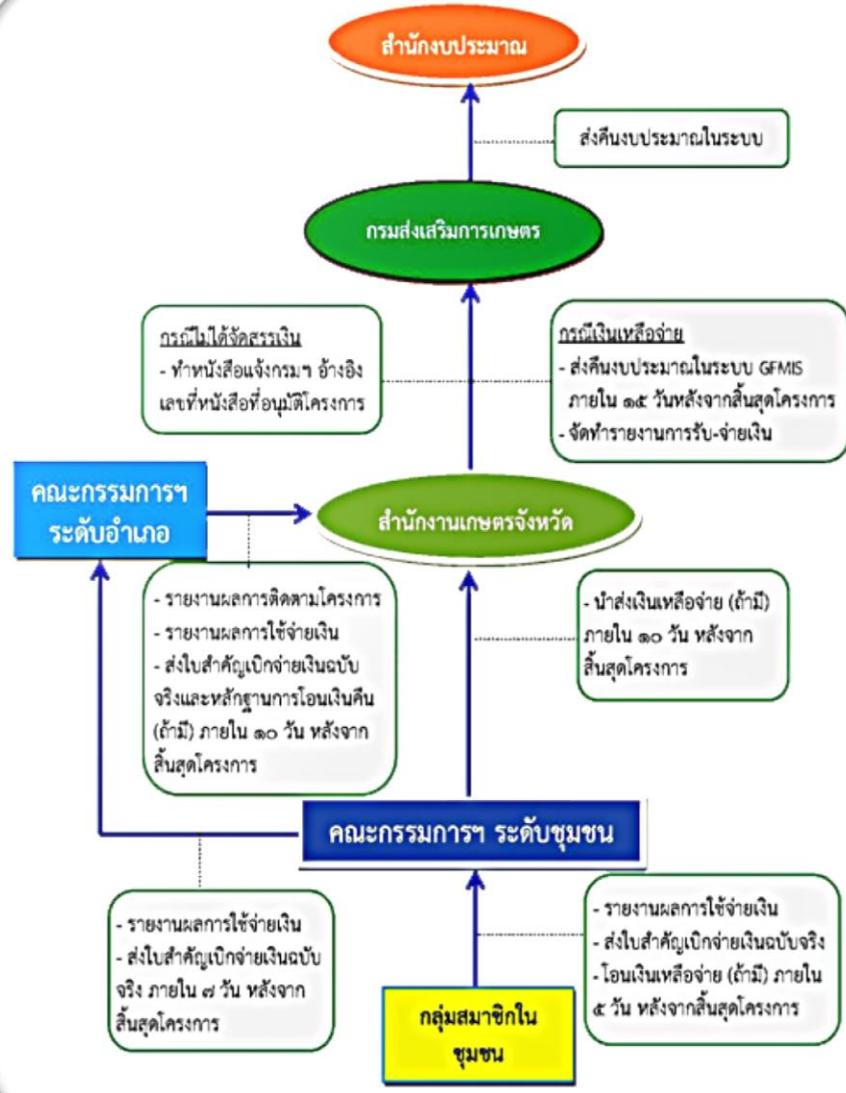 สำนักงบประมาณ
ส่งคืนงบประมาณในระบบ
กรมส่งเสริมการเกษตร
กรณีไม่ได้จัดสรรเงิน
- ทำหนังสือแจ้งกรมฯ อ้างอิง
เลขที่หนังสือที่อนุมัติโครงการ
กรณีเงินเหลือจ่าย
- ส่งคืนงบประมาณในระบบ GFMIS
ภายใน ๑๕ วันหลังจากสิ้นสุดโครงการ
- จัดทำรายงานการรับ-จ่ายเงิน
คณะกรรมการฯ
ระดับอำเภอ
สำนักงานเกษตรจังหวัด
- รายงานผลการติดตามโครงการ
- รายงานผลการใช้จ่ายเงิน
- ส่งใบสำคัญเบิกจ่ายเงินฉบับ
จริงและหลักฐานการโอนเงินคืน
(ถ้ามี) ภายใน ๑๐ วัน หลังจาก
สิ้นสุดโครงการ
- นำส่งเงินเหลือจ่าย (ถ้ามี)
ภายใน ๑๐ วัน หลังจาก
สิ้นสุดโครงการ
คณะกรรมการฯ ระดับชุมชน
- รายงานผลการใช้จ่ายเงิน
- ส่งใบสำคัญเบิกจ่ายเงินฉบับ
จริง ภายใน ๗ วัน หลังจาก
สิ้นสุดโครงการ
- รายงานผลการใช้จ่ายเงิน
- ส่งใบสำคัญเบิกจ่ายเงินฉบับจริง
- โอนเงินเหลือจ่าย (ถ้ามี) ภายใน
๕ วัน หลังจากสิ้นสุดโครงการ
กลุ่มสมาชิกใน
ชุมชน